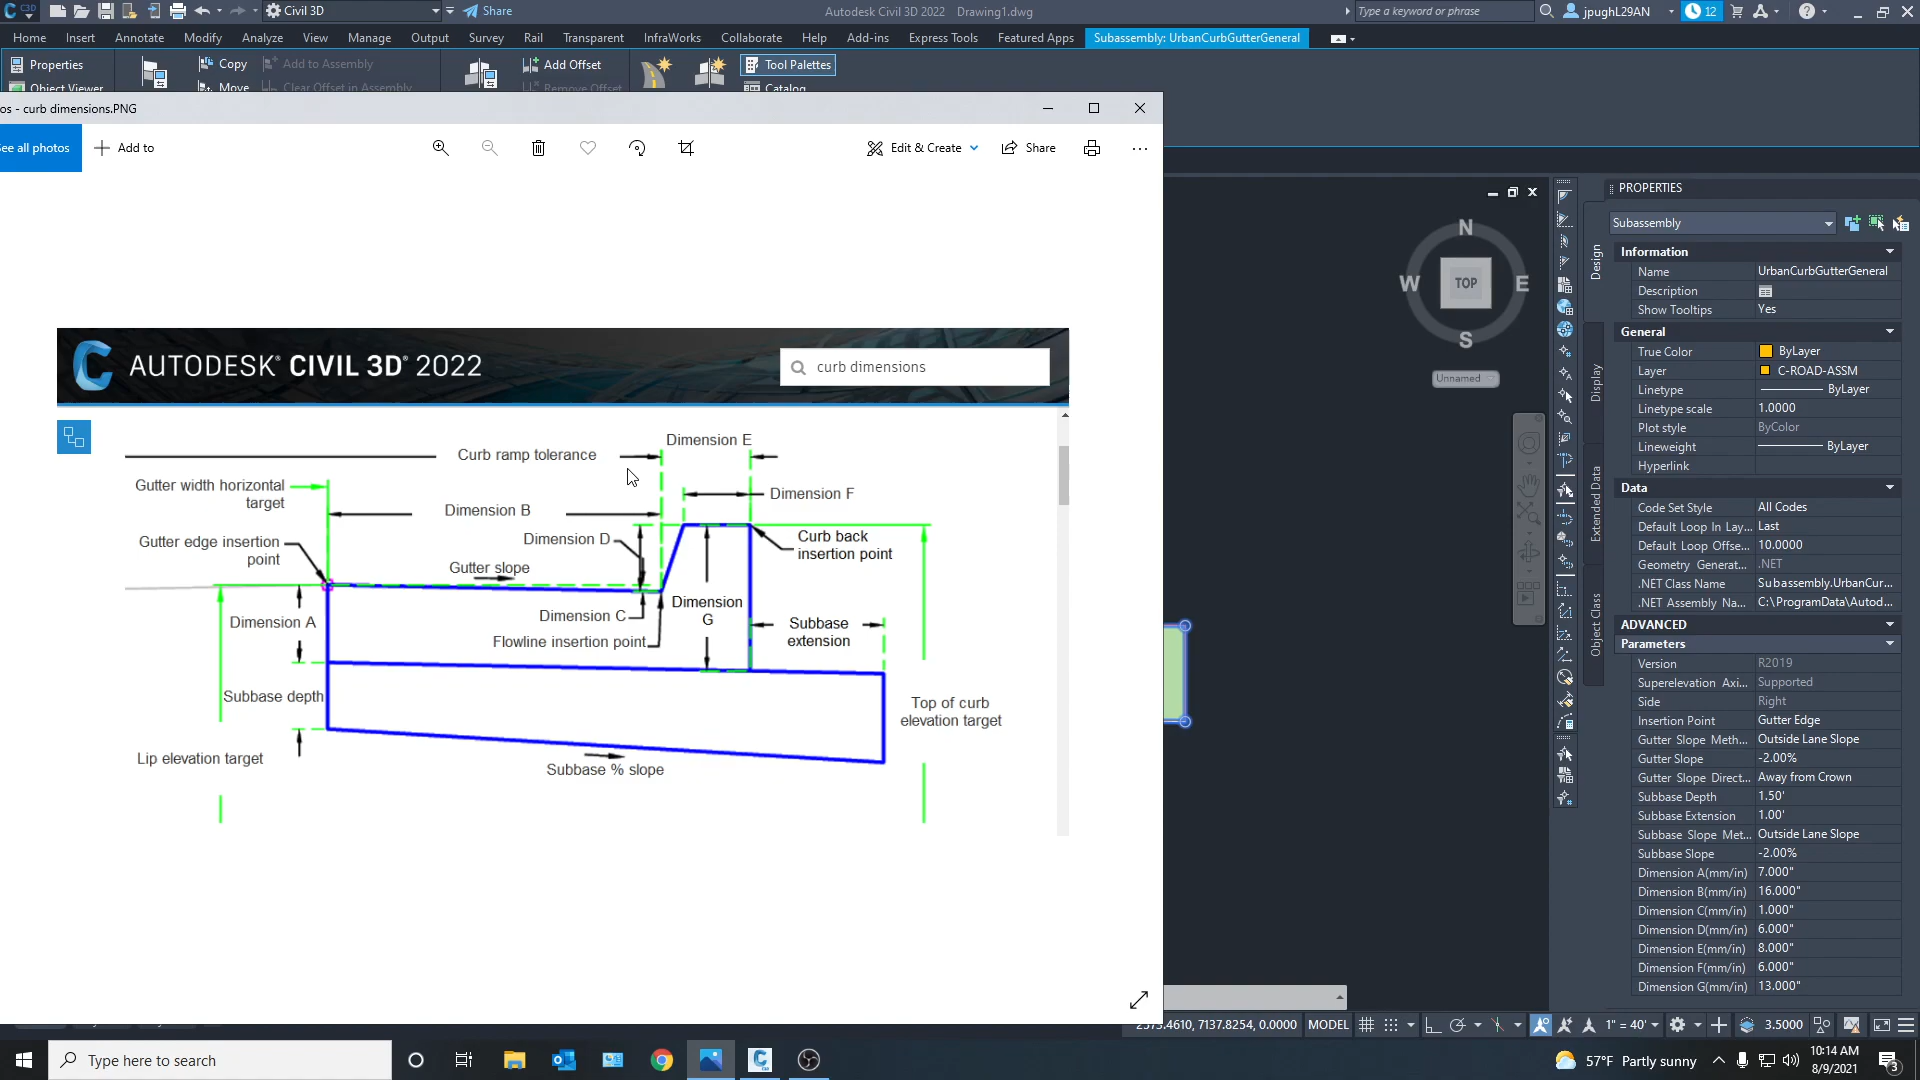 Civil 3D
Share
Autodesk Civil 3D 2022 Drawing1.dwg
Type a keyword or phrase
jpughL29AN
12
Home Insert Annotate Modify Analyze View Manage Output Survey Rail Transparent InfraWorks Collaborate Help Add-ins Express Tools Featured Apps Subassembly: UrbanCurbGutterGeneral
Properties
Copy
Add to Assembly
Add Offset
Tool Palettes
Object Viewer
Move
Clear Offset in Assembly
Remove Offset
Catalog
os - curb dimensions.PNG
See all photos
Add to
Edit & Create
Share
AUTODESK® CIVIL 3D® 2022
curb dimensions
Dimension E
Curb ramp tolerance
Gutter width horizontal
target
Dimension F
Dimension B
Gutter edge insertion
point
Dimension D
Curb back
insertion point
Gutter slope
Dimension
G
Dimension C
Dimension A
Subbase
extension
Flowline insertion point
Subbase depth
Top of curb
elevation target
Lip elevation target
Subbase % slope
N
W
TOP
E
S
Unnamed
PROPERTIES
Subassembly
Design
Display
Extended Data
Object Class
Information
Name UrbanCurbGutterGeneral
Description
Show Tooltips Yes
General
True Color ByLayer
Layer C-ROAD-ASSM
Linetype ByLayer
Linetype scale 1.0000
Plot style ByColor
Lineweight ByLayer
Hyperlink
Data
Code Set Style All Codes
Default Loop In Lay... Last
Default Loop Offse... 10.0000
Geometry Generat... .NET
.NET Class Name Subassembly.UrbanCur...
.NET Assembly Na... C:\ProgramData\Autod...
ADVANCED
Parameters
Version R2019
Superelevation Axi... Supported
Side Right
Insertion Point Gutter Edge
Gutter Slope Meth... Outside Lane Slope
Gutter Slope -2.00%
Gutter Slope Direct... Away from Crown
Subbase Depth 1.50'
Subbase Extension 1.00'
Subbase Slope Met... Outside Lane Slope
Subbase Slope -2.00%
Dimension A(mm/in) 7.000"
Dimension B(mm/in) 16.000"
Dimension C(mm/in) 1.000"
Dimension D(mm/in) 6.000"
Dimension E(mm/in) 8.000"
Dimension F(mm/in) 6.000"
Dimension G(mm/in) 13.000"
7137.8254, 0.0000 MODEL 1" = 40' 3.5000
Type here to search
57°F Partly sunny
10:14 AM
8/9/2021
3